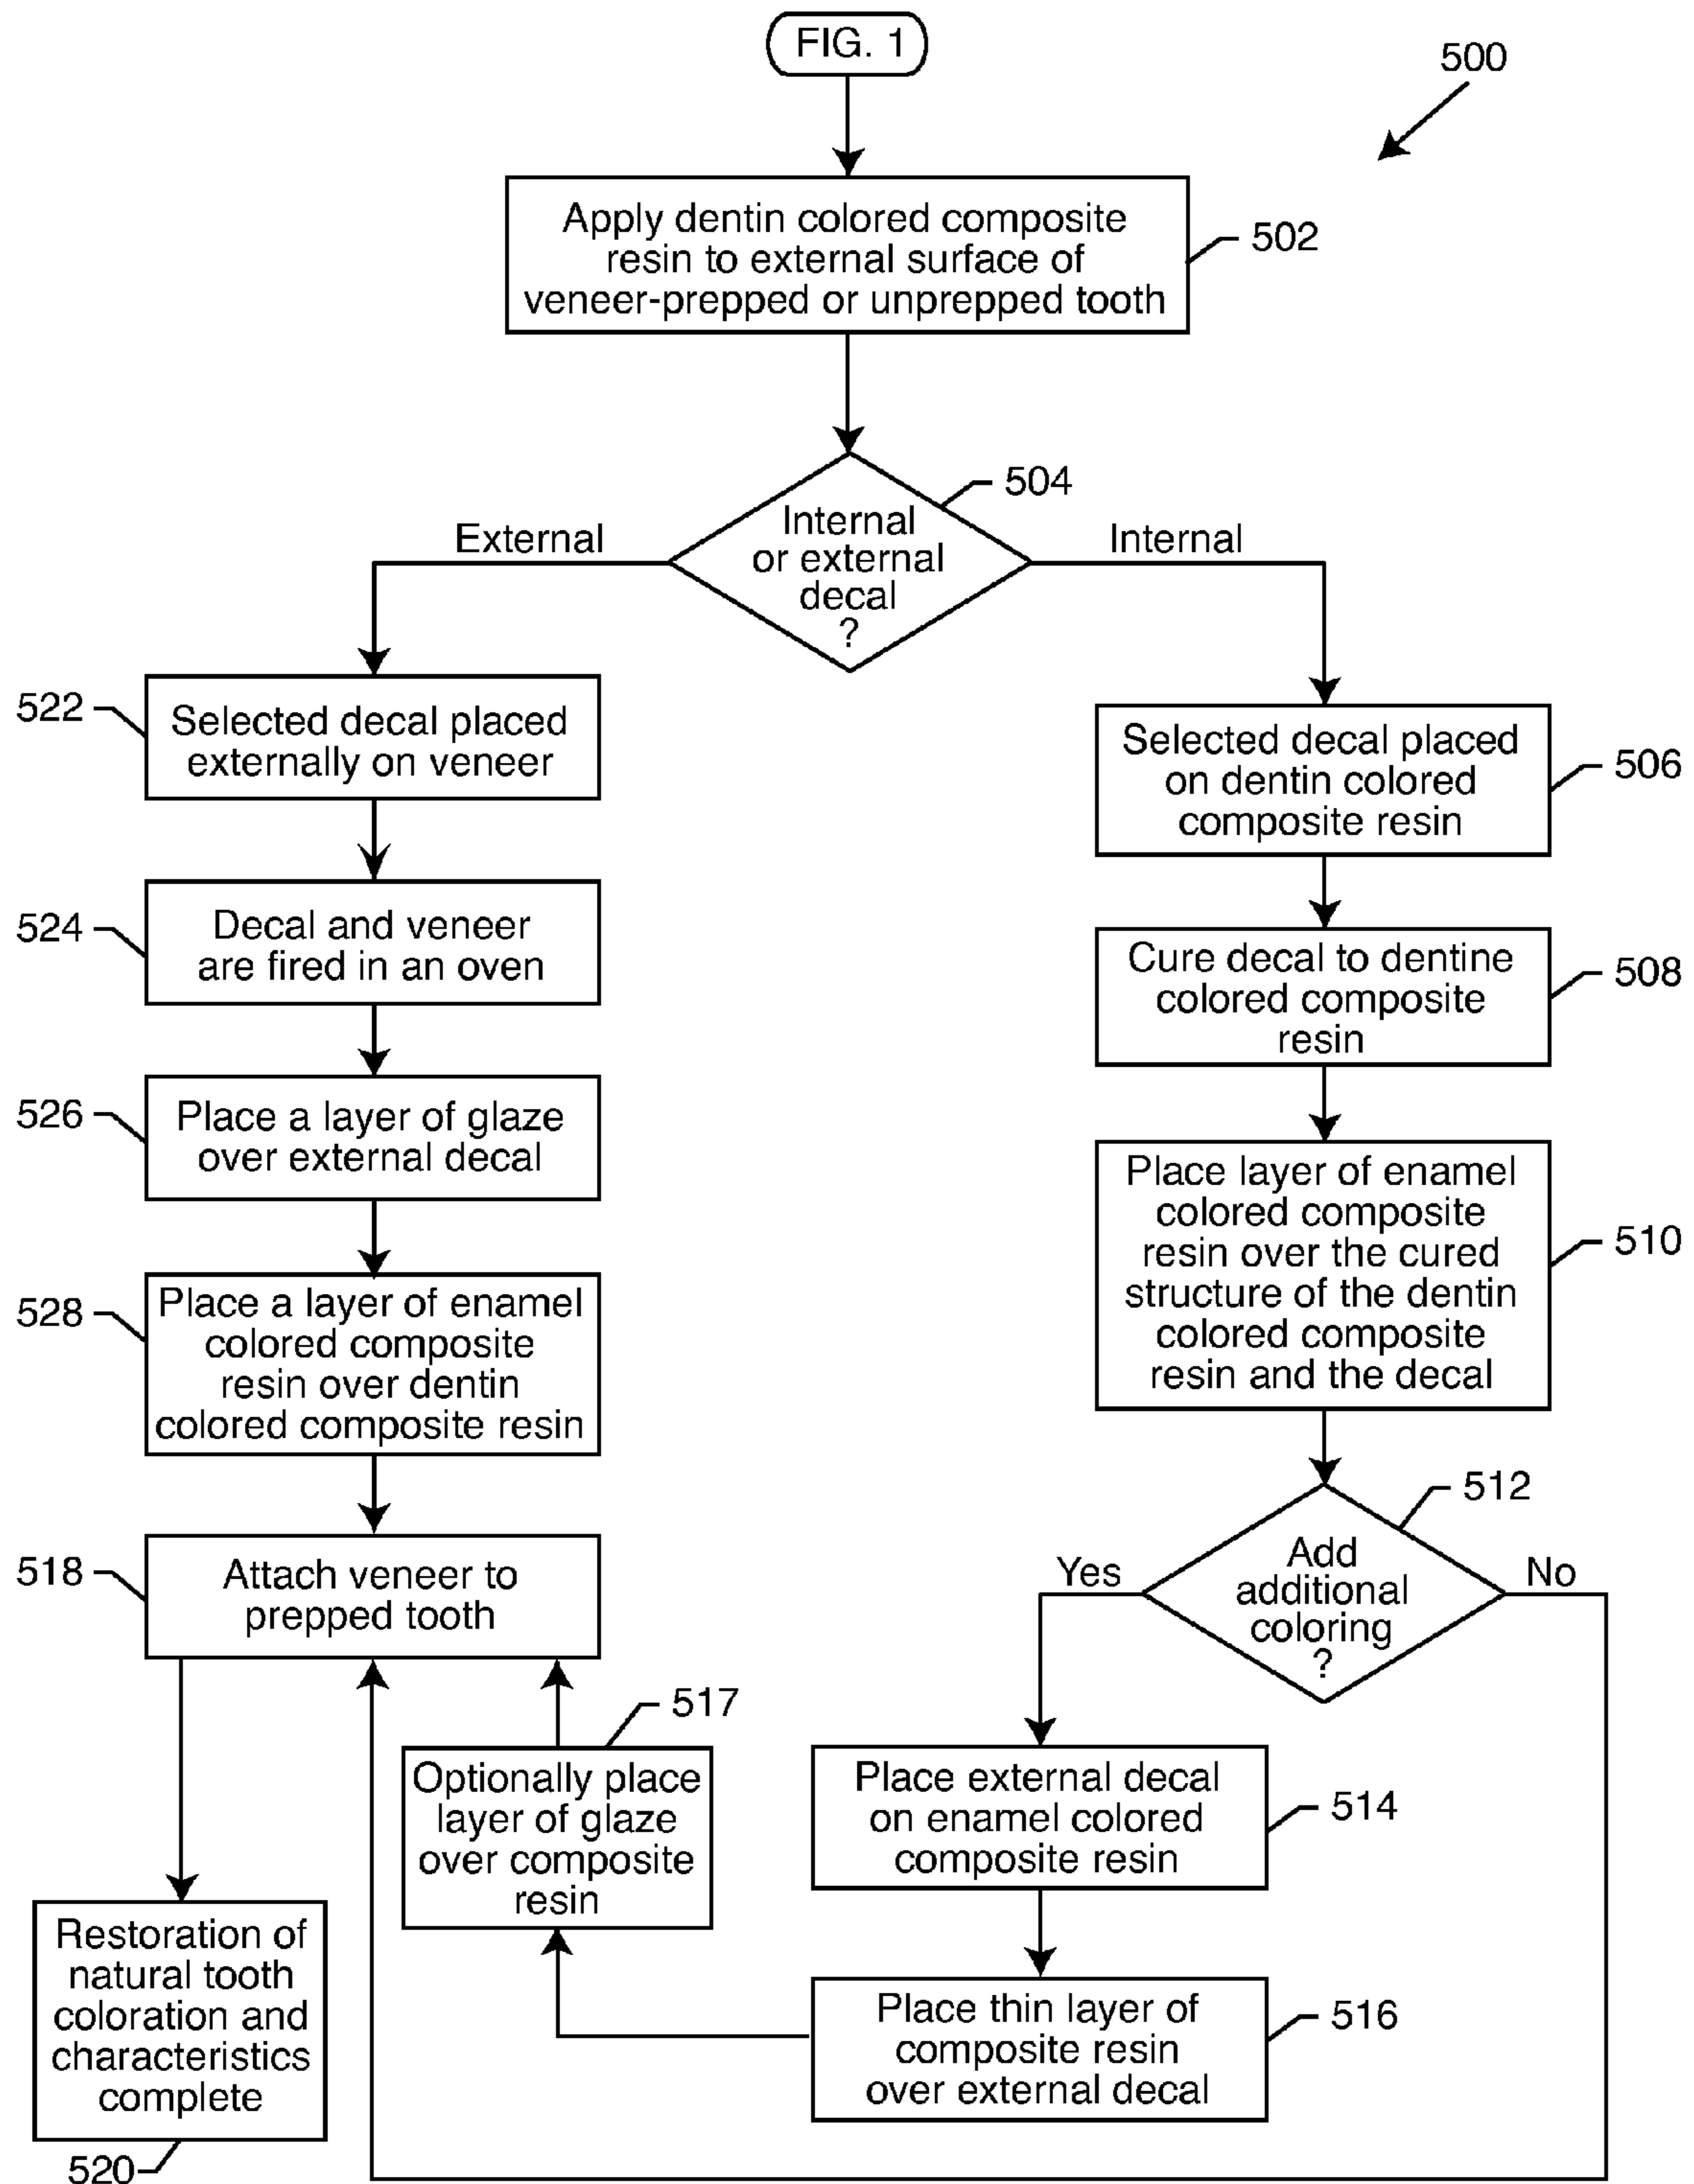 FIG. 1
500
Apply dentin colored composite
resin to external surface of
veneer-prepped or unprepped tooth
502
504
Internal
or external
decal
?
External
Internal
522
Selected decal placed
externally on veneer
524
Decal and veneer
are fired in an oven
526
Place a layer of glaze
over external decal
528
Place a layer of enamel
colored composite
resin over dentin
colored composite resin
518
Attach veneer to
prepped tooth
Selected decal placed
on dentin colored
composite resin
506
Cure decal to dentine
colored composite
resin
508
Place layer of enamel
colored composite
resin over the cured
structure of the dentin
colored composite
resin and the decal
510
512
Add
additional
coloring
?
Yes
No
Place external decal
on enamel colored
composite resin
514
Place thin layer of
composite resin
over external decal
516
517
Optionally place
layer of glaze
over composite
resin
Restoration of
natural tooth
coloration and
characteristics
complete
520